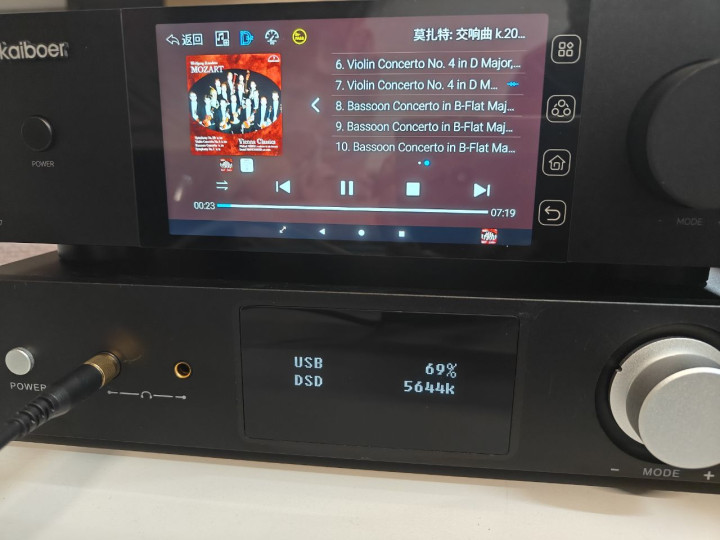 kaiboer
返回
莫扎特: 交响曲 k.20...
6. Violin Concerto No. 4 in D Major,...
7. Violin Concerto No. 4 in D M...
8. Bassoon Concerto in B-Flat Maj...
9. Bassoon Concerto in B-Flat Maj...
10. Bassoon Concerto in B-Flat Ma...
MOZART
Vienna Classics
00:23
07:19
POWER
MODE
USB 69%
DSD 5644k
POWER
− MODE +